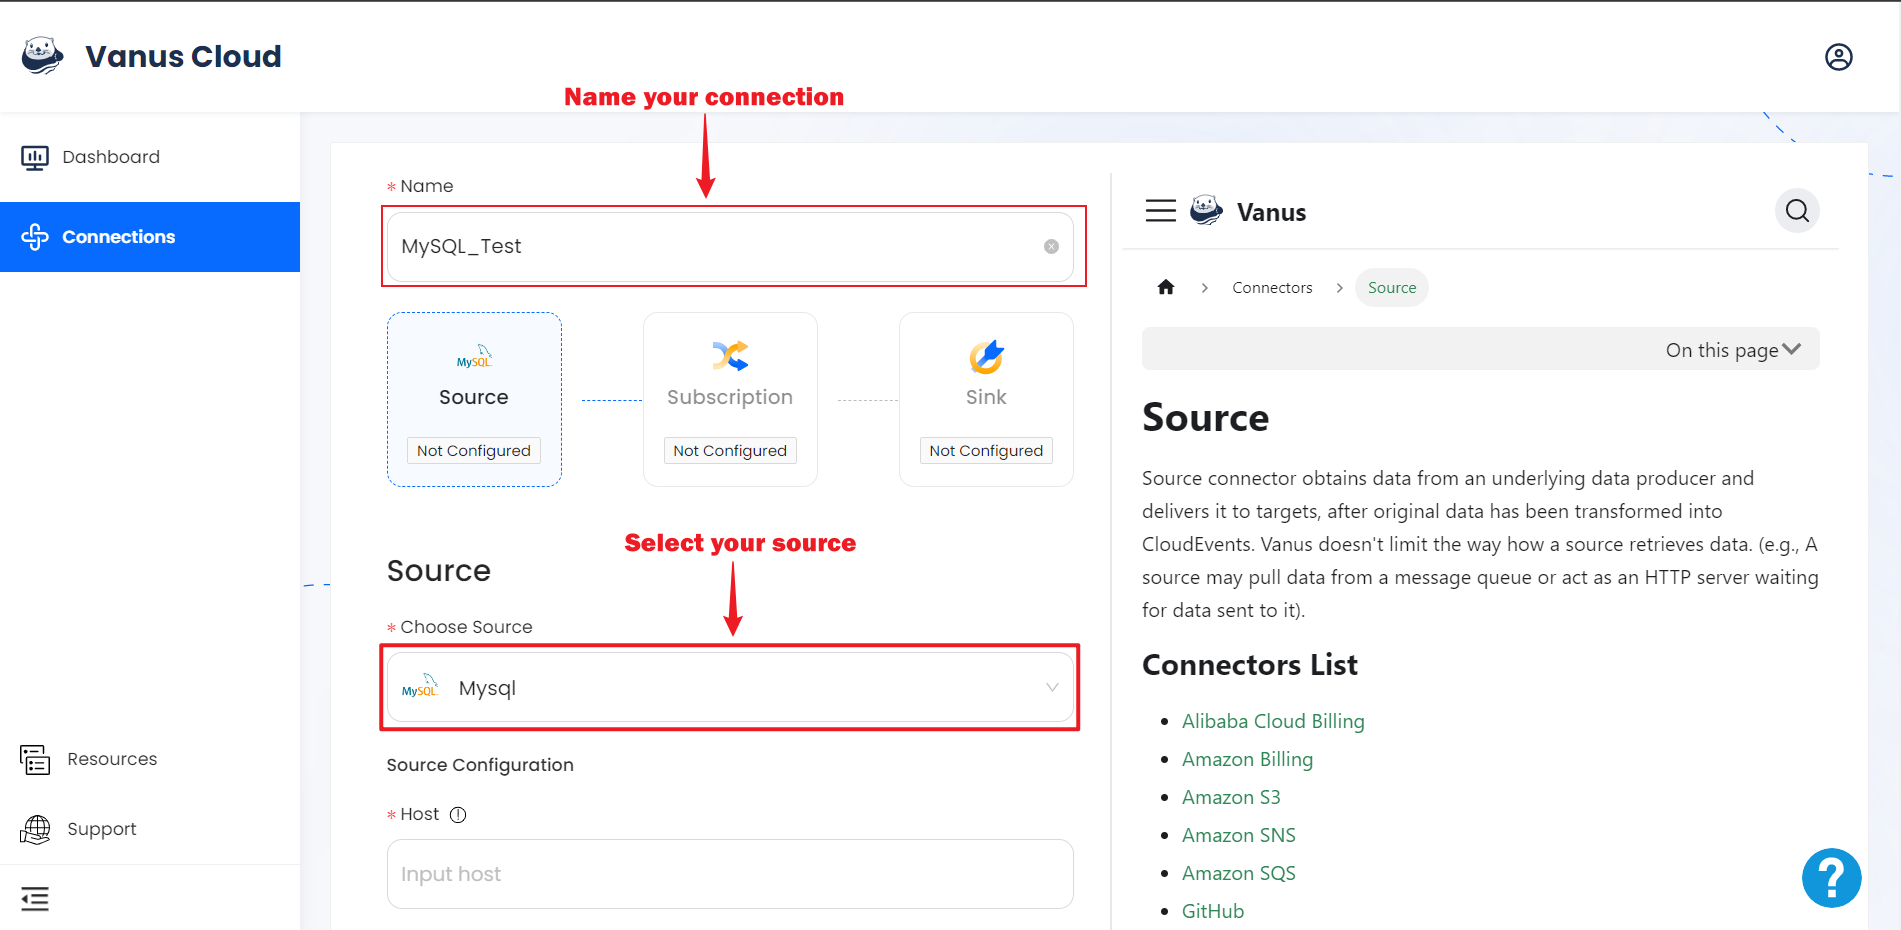 Vanus Cloud
Name your connection
Dashboard
Connections
Resources
Support
* Name
MySQL_Test
MySQL
Source
Not Configured
Subscription
Not Configured
Sink
Not Configured
Select your source
Source
* Choose Source
MySQL Mysql
Source Configuration
* Host
Input host
Vanus
Connectors
Source
On this page
Source
Source connector obtains data from an underlying data producer and
delivers it to targets, after original data has been transformed into
CloudEvents. Vanus doesn't limit the way how a source retrieves data. (e.g., A
source may pull data from a message queue or act as an HTTP server waiting
for data sent to it).
Connectors List
• Alibaba Cloud Billing
• Amazon Billing
• Amazon S3
• Amazon SNS
• Amazon SQS
• GitHub
?